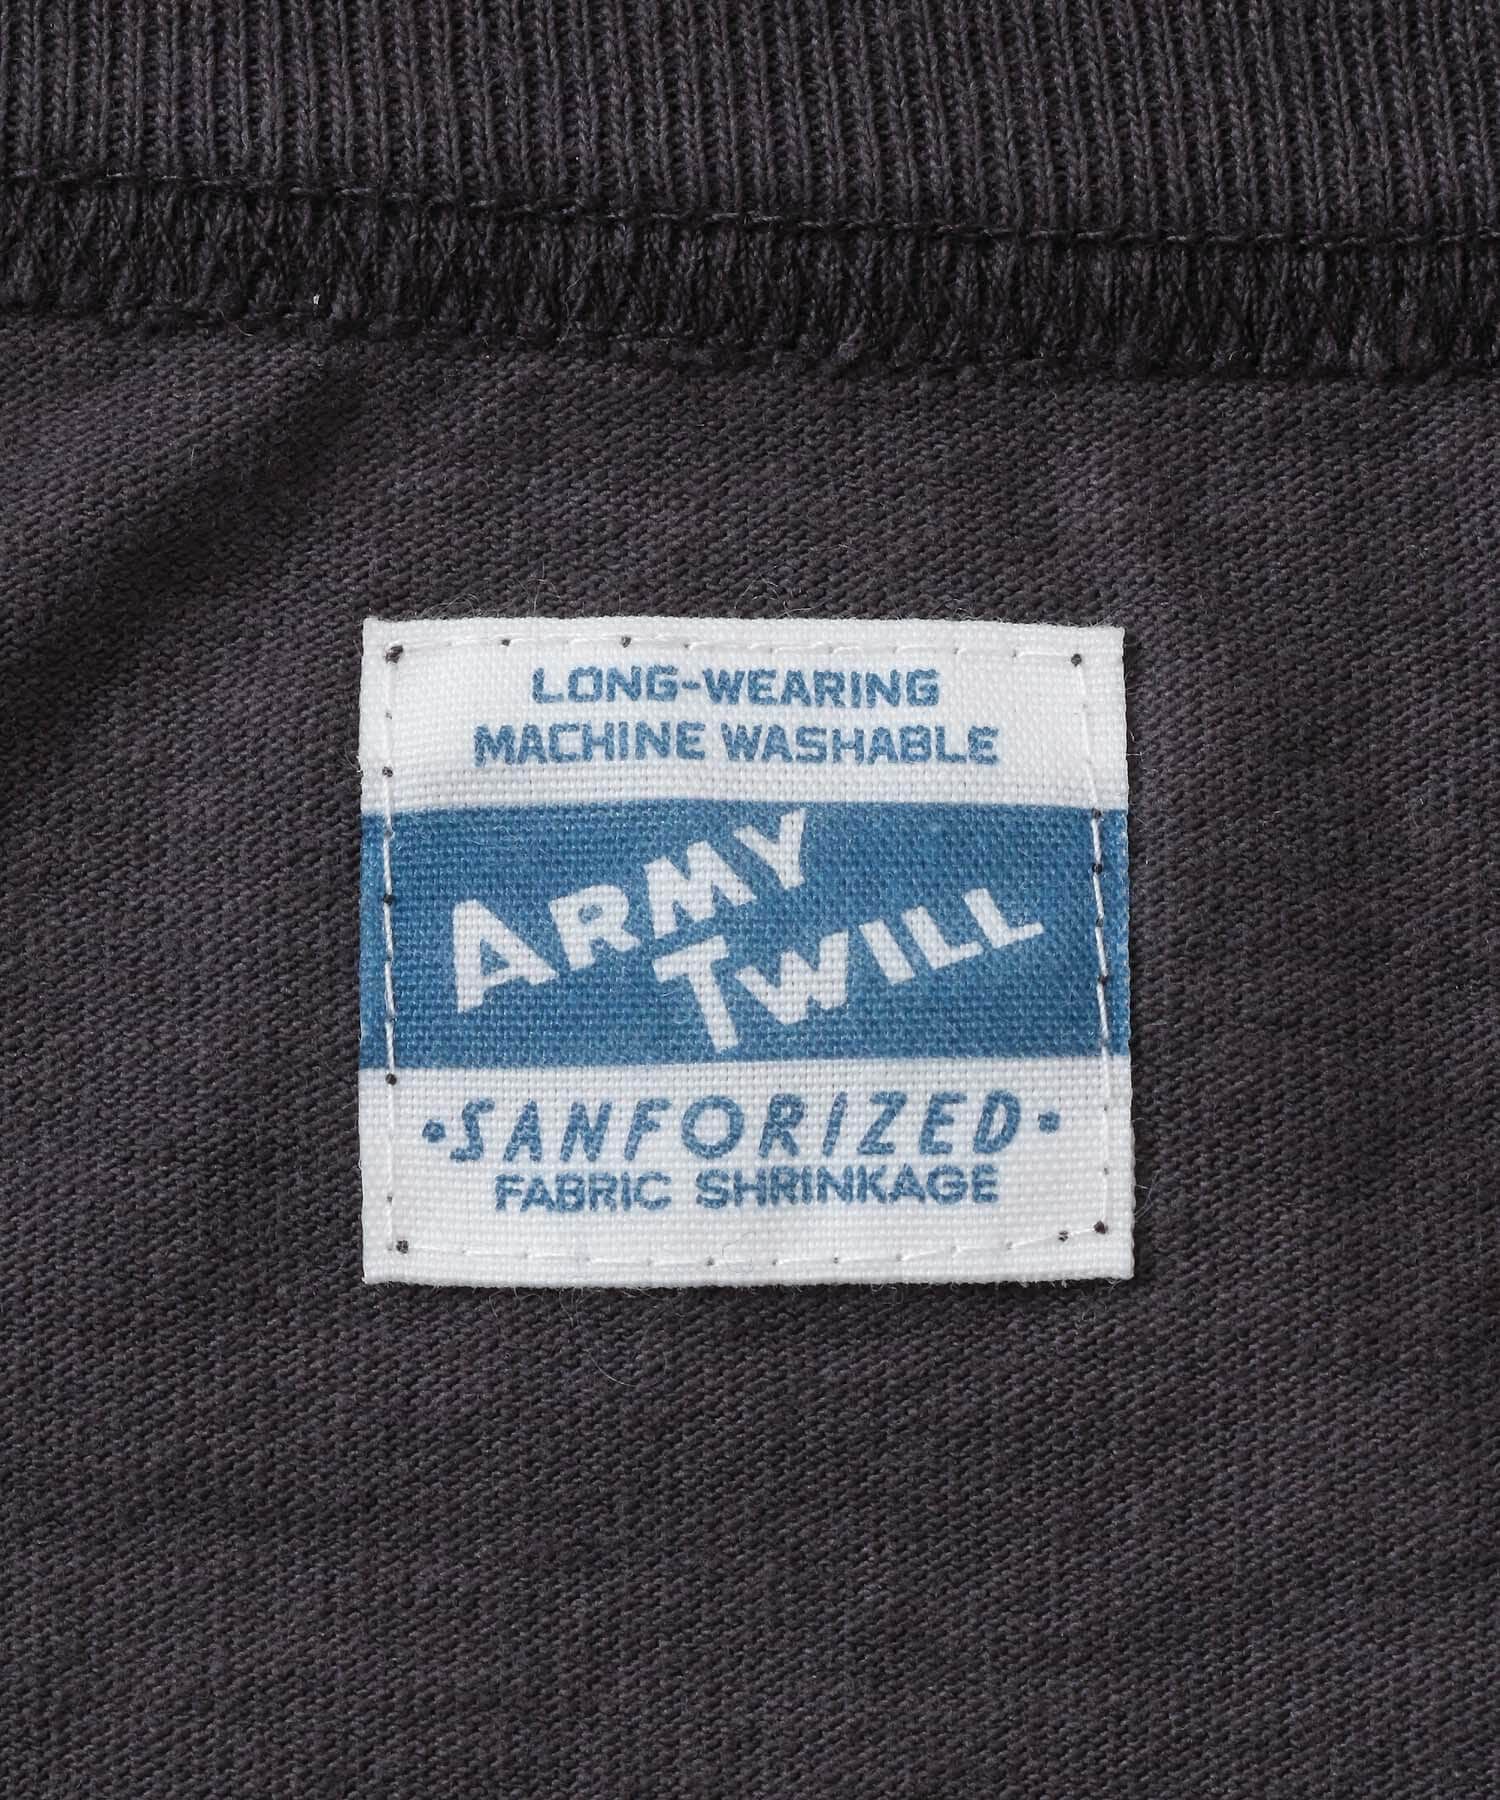 LONG-WEARING
MACHINE WASHABLE
ARMY
TWILL
•SANFORIZED•
FABRIC SHRINKAGE